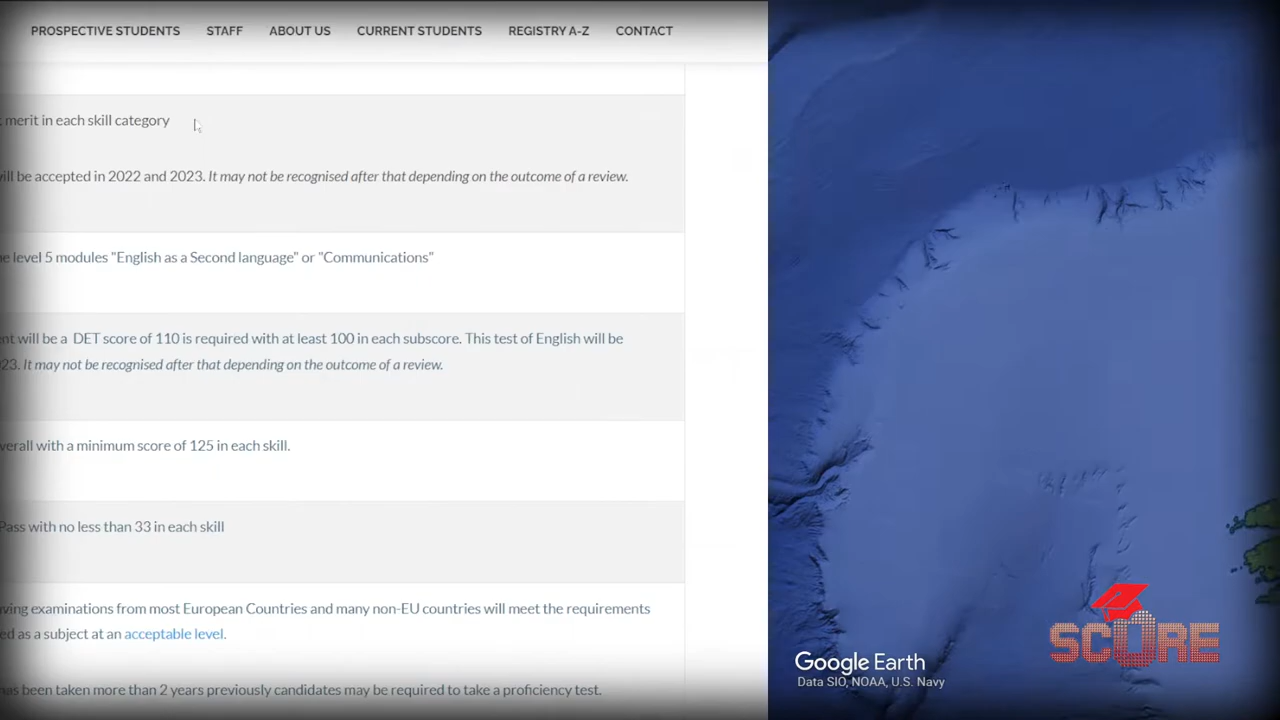 PROSPECTIVE STUDENTS STAFF ABOUT US CURRENT STUDENTS REGISTRY A-Z CONTACT
merit in each skill category
be accepted in 2022 and 2023. It may not be recognised after that depending on the outcome of a review.
level 5 modules "English as a Second language" or "Communications"
will be a DET score of 110 is required with at least 100 in each subscore. This test of English will be
It may not be recognised after that depending on the outcome of a review.
with a minimum score of 125 in each skill.
Pass with no less than 33 in each skill
examinations from most European Countries and many non-EU countries will meet the requirements
as a subject at an acceptable level.
has been taken more than 2 years previously candidates may be required to take a proficiency test.
SCORE
Google Earth
Data SIO, NOAA, U.S. Navy